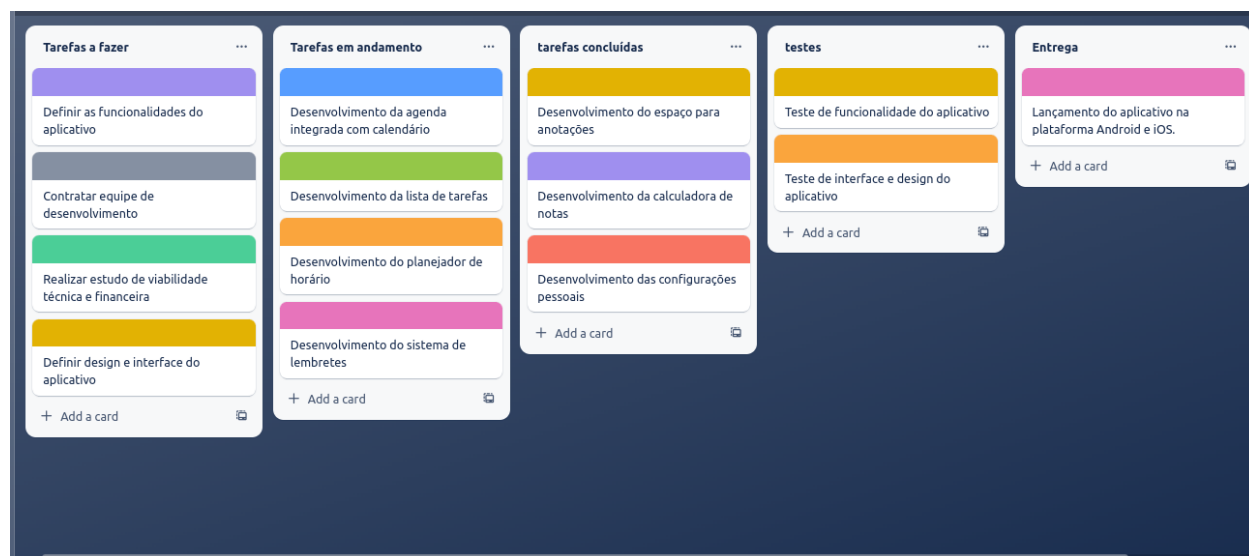 Tarefas a fazer
Definir as funcionalidades do
aplicativo
Contratar equipe de
desenvolvimento
Realizar estudo de viabilidade
técnica e financeira
Definir design e interface do
aplicativo
+ Add a card
Tarefas em andamento
Desenvolvimento da agenda
integrada com calendário
Desenvolvimento da lista de tarefas
Desenvolvimento do planejador de
horário
Desenvolvimento do sistema de
lembretes
+ Add a card
tarefas concluídas
Desenvolvimento do espaço para
anotações
Desenvolvimento da calculadora de
notas
Desenvolvimento das configurações
pessoais
+ Add a card
testes
Teste de funcionalidade do aplicativo
Teste de interface e design do
aplicativo
+ Add a card
Entrega
Lançamento do aplicativo na
plataforma Android e iOS.
+ Add a card